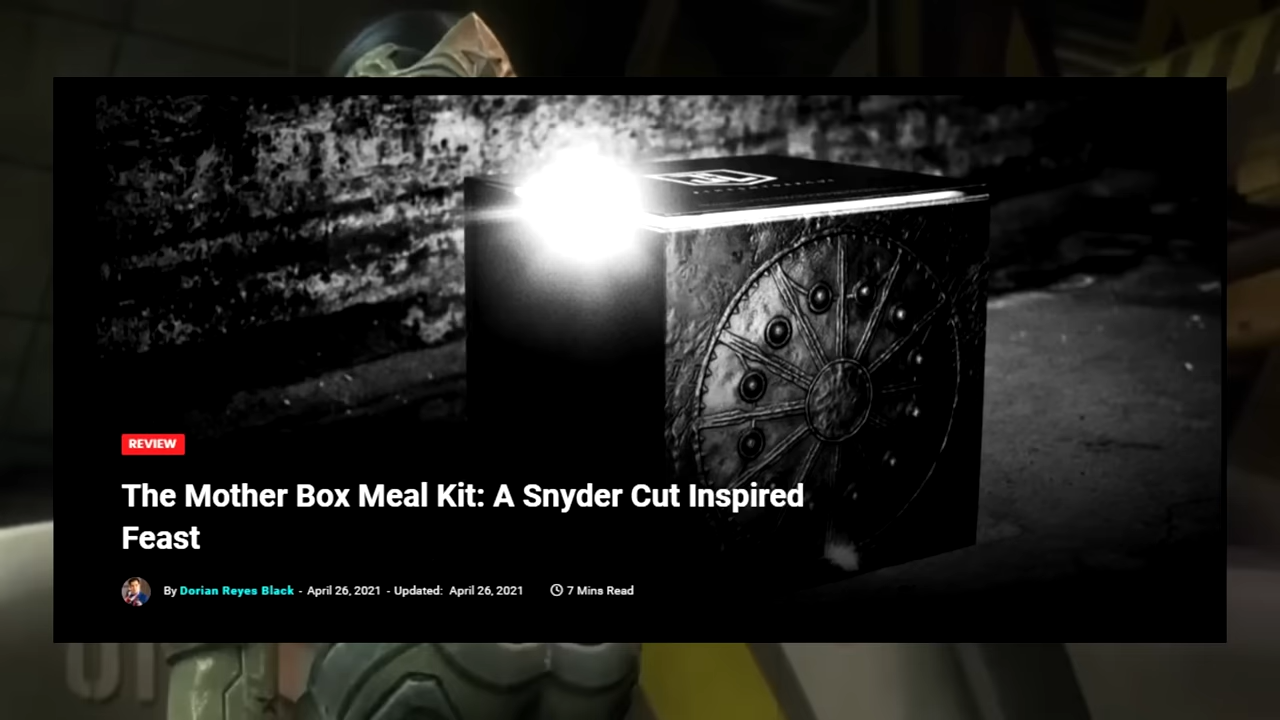 REVIEW
The Mother Box Meal Kit: A Snyder Cut Inspired
Feast
By Dorian Reyes Black - April 26, 2021 - Updated: April 26, 2021 7 Mins Read